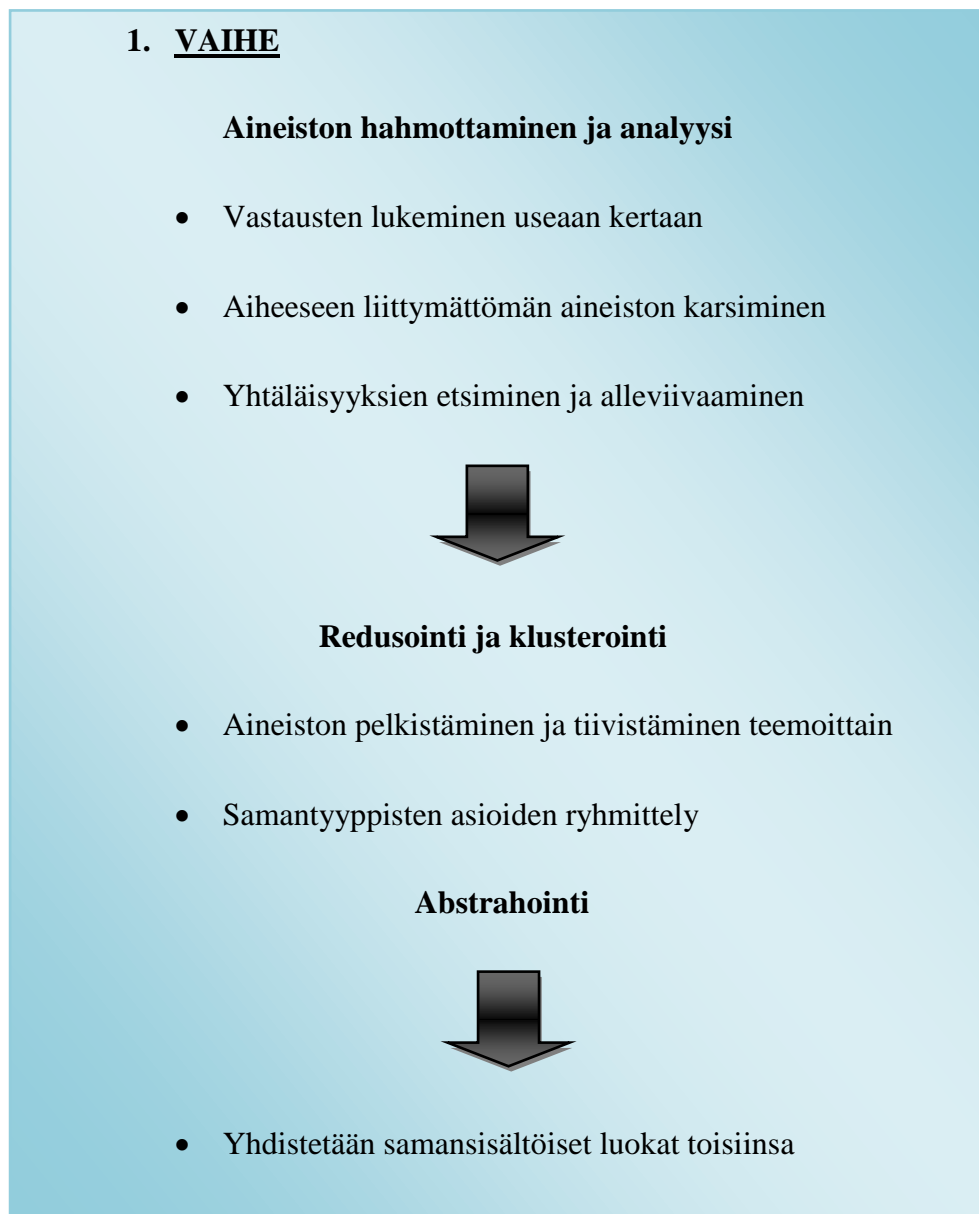 1. VAIHE
Aineiston hahmottaminen ja analyysi
• Vastausten lukeminen useaan kertaan
• Aiheeseen liittymättömän aineiston karsiminen
• Yhtäläisyyksien etsiminen ja alleviivaaminen
Redusointi ja klusterointi
• Aineiston pelkistäminen ja tiivistäminen teemoittain
• Samantyyppisten asioiden ryhmittely
Abstrahointi
• Yhdistetään samansisältöiset luokat toisiinsa